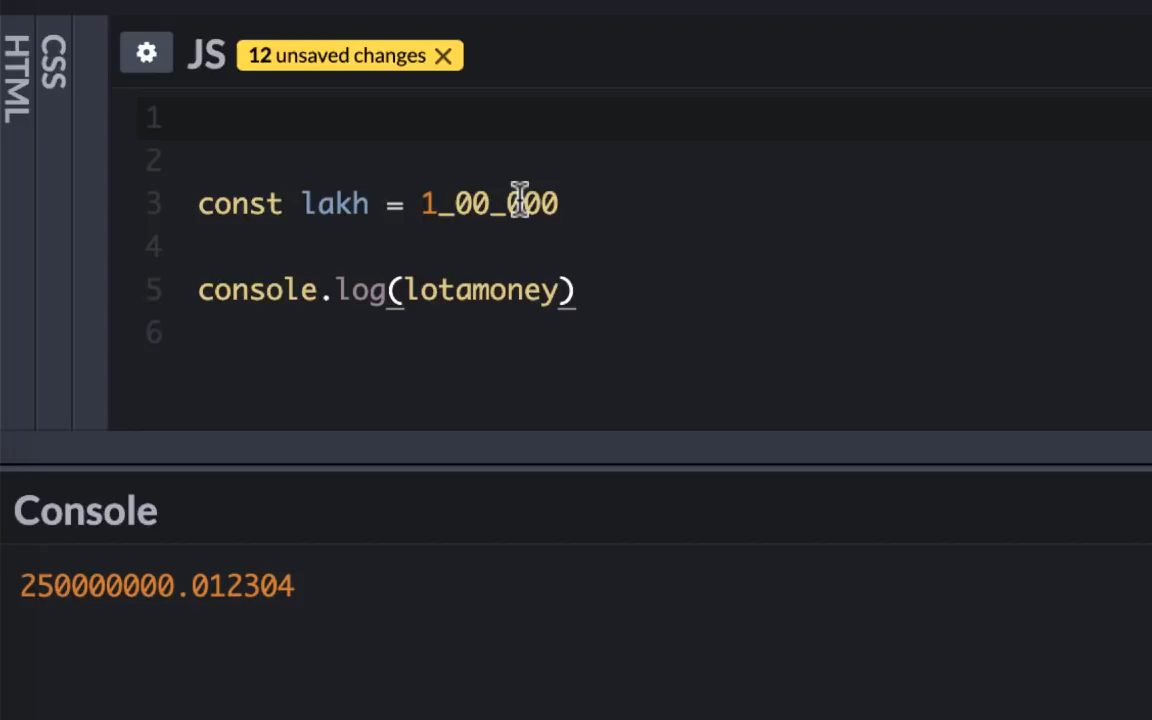 HTML
CSS
JS 12 unsaved changes
1
2
3 const lakh = 1_00_000
4
5 console.log(lotamoney)
6
Console
250000000.012304